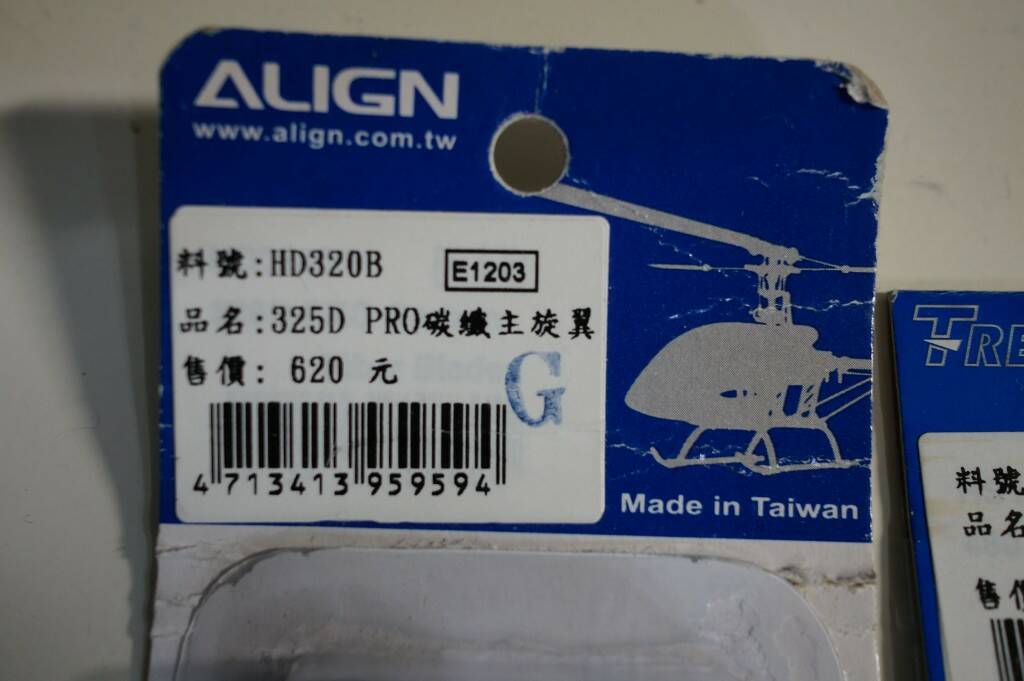 ALIGN
www.align.com.tw
料號:HD320B E1203
品名:325D PRO碳纖主旋翼
售價: 620 元
G
4 713413 959594
Made in Taiwan
TRE
料號
品名
售價